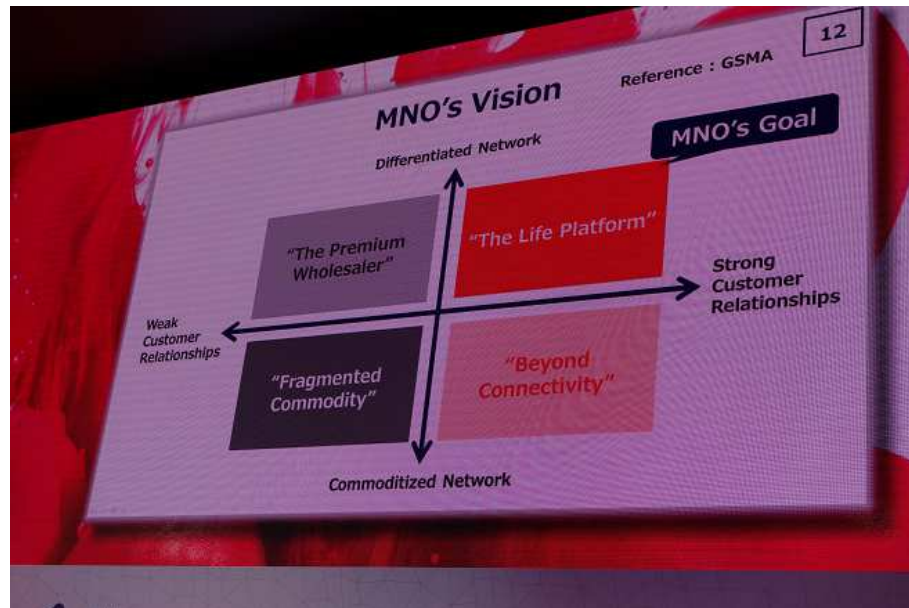 12
MNO's Vision
Reference : GSMA
MNO's Goal
Differentiated Network
"The Premium
Wholesaler"
"The Life Platform"
Strong
Customer
Relationships
Weak
Customer
Relationships
"Fragmented
Commodity"
"Beyond
Connectivity"
Commoditized Network